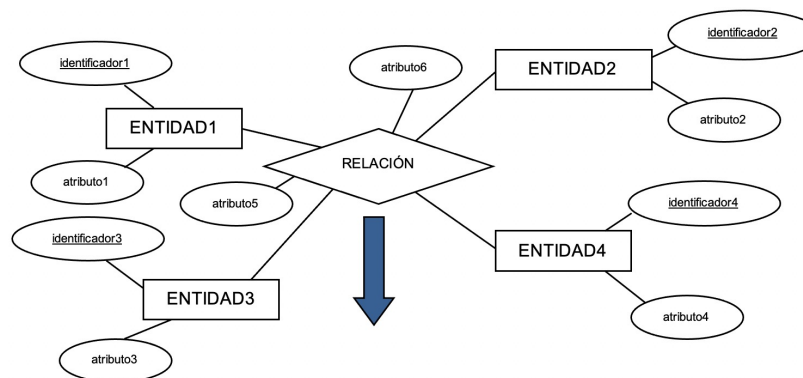 identificador1
ENTIDAD1
atributo1
atributo6
ENTIDAD2
identificador2
atributo2
RELACIÓN
atributo5
identificador3
ENTIDAD3
atributo3
identificador4
ENTIDAD4
atributo4